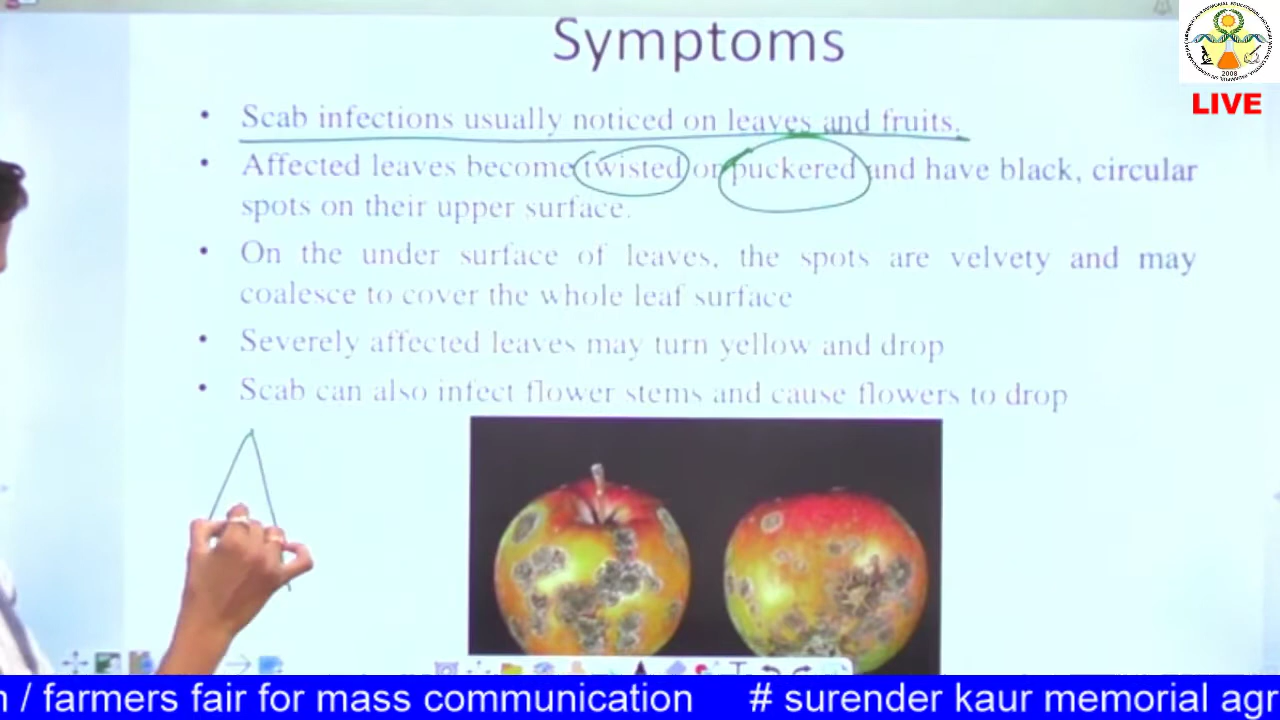 Symptoms
LIVE
2008
• Scab infections usually noticed on leaves and fruits.
• Affected leaves become twisted or puckered and have black, circular
spots on their upper surface.
• On the under surface of leaves, the spots are velvety and may
coalesce to cover the whole leaf surface
• Severely affected leaves may turn yellow and drop
• Scab can also infect flower stems and cause flowers to drop
/ farmers fair for mass communication # surender kaur memorial agr